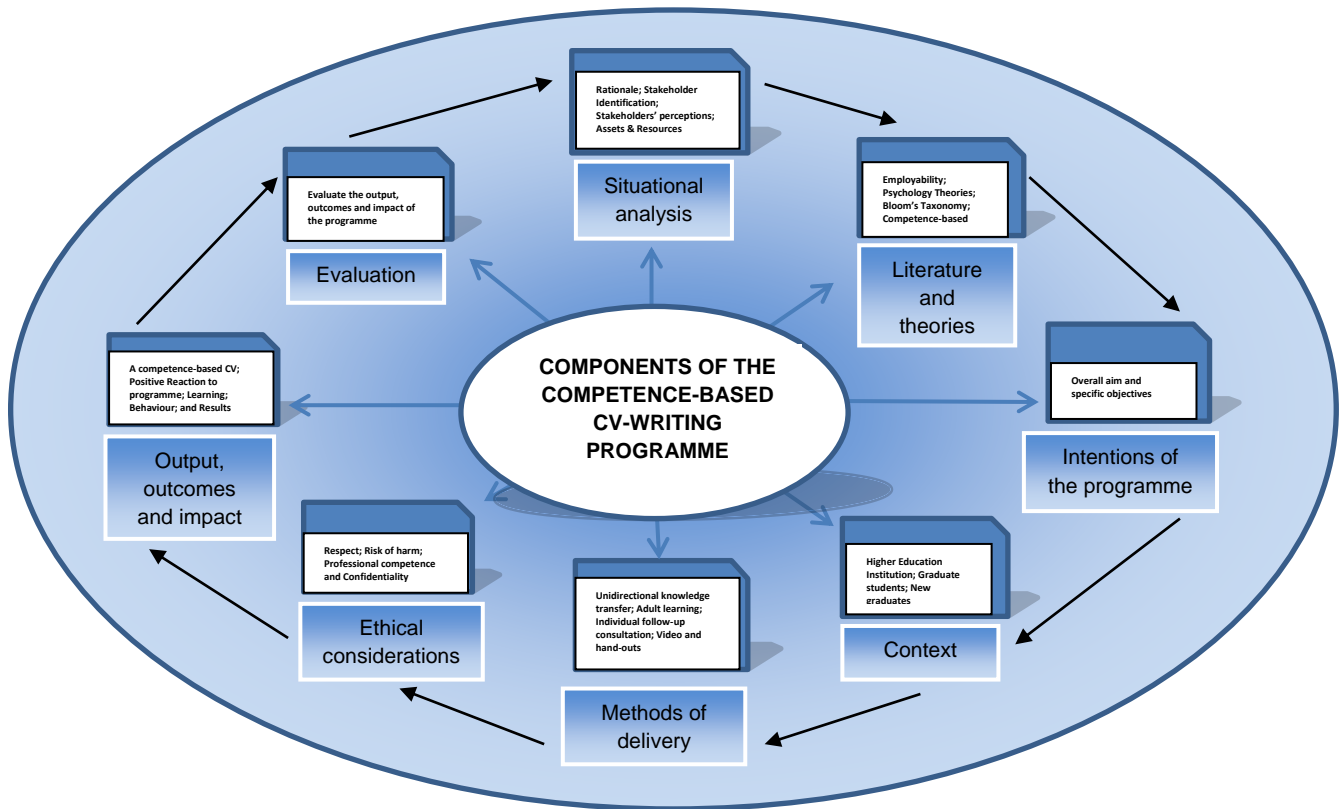 Rationale; Stakeholder
Identification;
Stakeholders’ perceptions;
Assets & Resources
Situational
analysis
Employability;
Psychology Theories;
Bloom’s Taxonomy;
Competence-based
Literature
and
theories
Overall aim and
specific objectives
Intentions of
the programme
Higher Education
Institution; Graduate
students; New
graduates
Context
Unidirectional knowledge
transfer; Adult learning;
Individual follow-up
consultation; Video and
hand-outs
Methods of
delivery
Respect; Risk of harm;
Professional competence
and Confidentiality
Ethical
considerations
A competence-based CV;
Positive Reaction to
programme; Learning;
Behaviour; and Results
Output,
outcomes
and impact
Evaluate the output,
outcomes and impact of
the programme
Evaluation
COMPONENTS OF THE
COMPETENCE-BASED
CV-WRITING
PROGRAMME